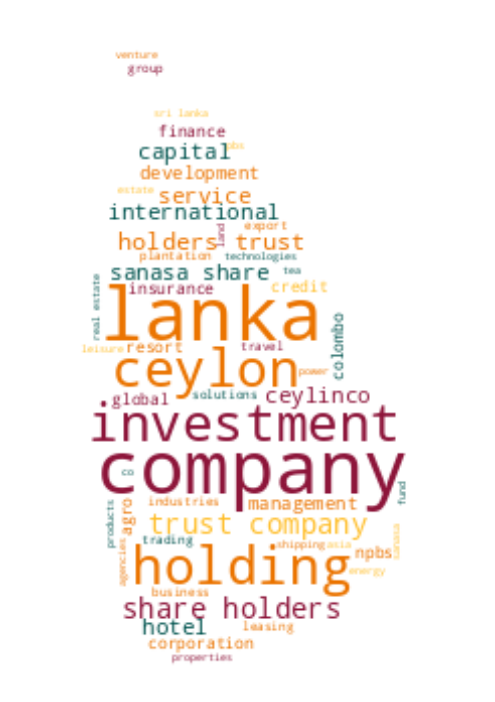 venture
group
sri lanka
finance
capital
pbs
development
estate
service
international
export
land
holders trust
plantation
technologies
sanasa share
tea
real estate
insurance
credit
lanka
colombo
leisure
resort
travel
ceylon
power
global
solutions
ceylinco
investment
company
co
fund
products
agro
industries
management
trust company
sanasa
trading
shipping
asia
npbs
agencies
holding
energy
business
share holders
hotel
leasing
corporation
properties